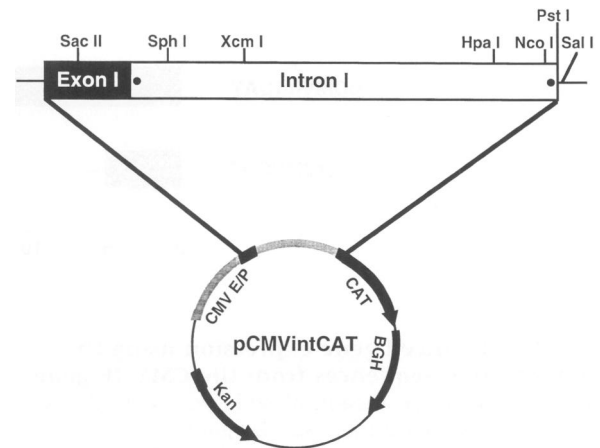 Pst I
Sac II Sph I Xcm I Hpa I Nco I Sal I
Exon I Intron I
CMV E/P
CAT
pCMVintCAT
BGH
Kan